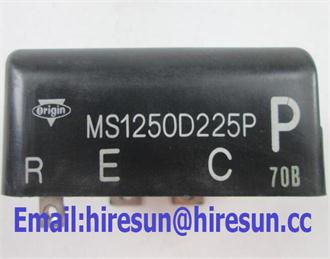 Origin
MS1250D225P P
R E C 70B
Email:hiresun@hiresun.cc